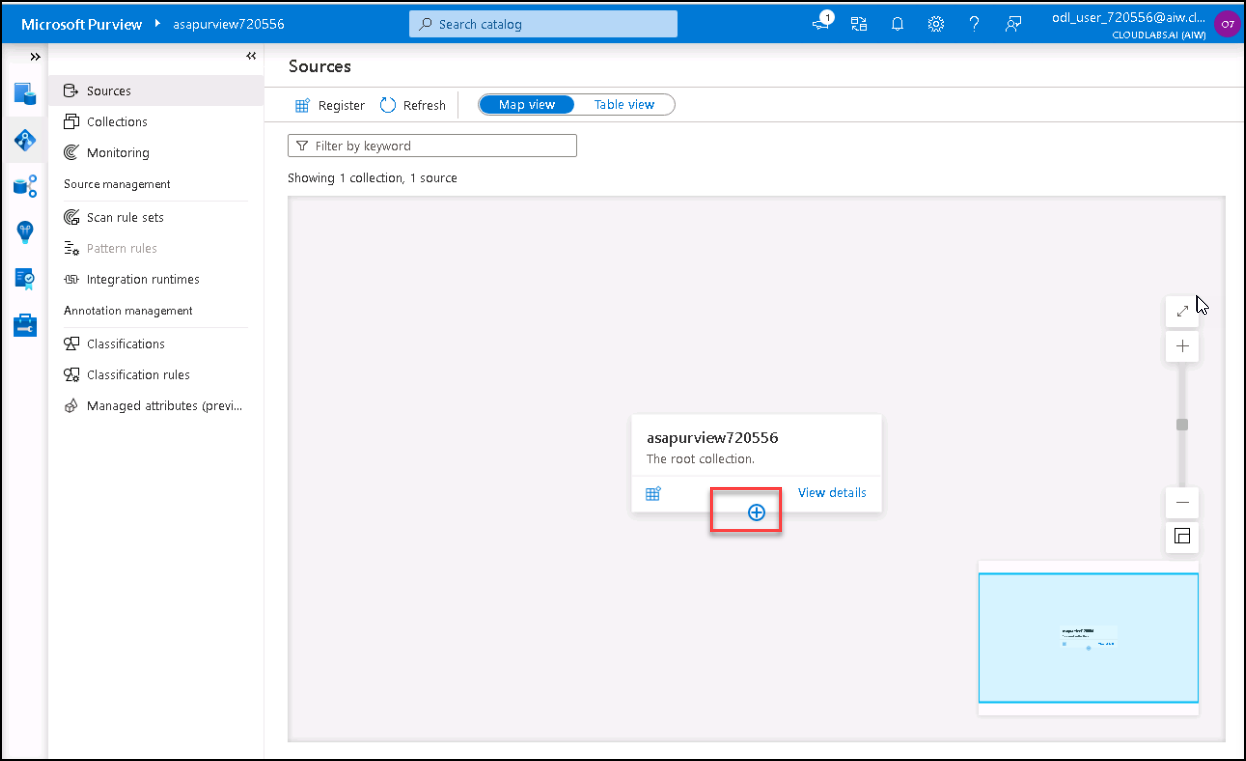 Microsoft Purview asapurview720556
Search catalog
1
odl_user_720556@aiw.cl...
CLOUDLABS.AI (AIW)
O7
Sources
Collections
Monitoring
Source management
Scan rule sets
Pattern rules
Integration runtimes
Annotation management
Classifications
Classification rules
Managed attributes (previ...
Sources
Register Refresh Map view Table view
Filter by keyword
Showing 1 collection, 1 source
asapurview720556
The root collection.
View details